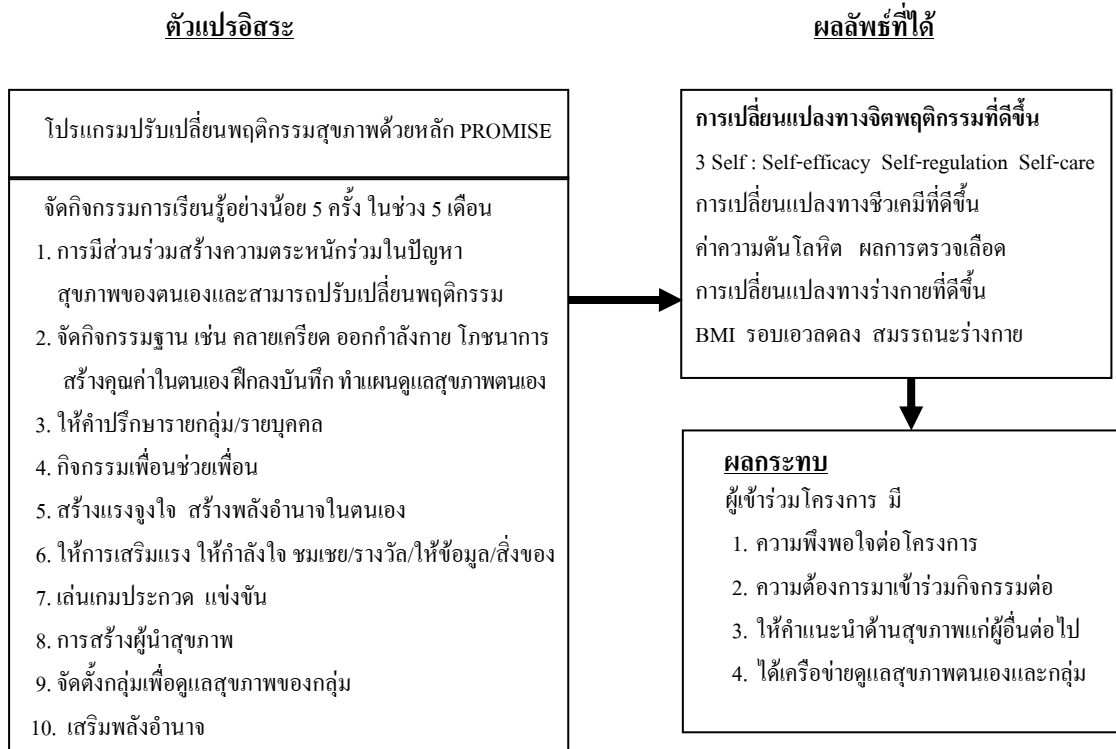 ตัวแปรอิสระ
โปรแกรมปรับเปลี่ยนพฤติกรรมสุขภาพด้วยหลัก PROMISE
จัดกิจกรรมการเรียนรู้อย่างน้อย 5 ครั้ง ในช่วง 5 เดือน
1. การมีส่วนร่วมสร้างความตระหนักร่วมในปัญหา
สุขภาพของตนเองและสามารถปรับเปลี่ยนพฤติกรรม
2. จัดกิจกรรมฐาน เช่น คลายเครียด ออกกำลังกาย โภชนาการ
สร้างคุณค่าในตนเอง ฝึกลงบันทึก ทำแผนดูแลสุขภาพตนเอง
3. ให้คำปรึกษารายกลุ่ม/รายบุคคล
4. กิจกรรมเพื่อนช่วยเพื่อน
5. สร้างแรงจูงใจ สร้างพลังอำนาจในตนเอง
6. ให้การเสริมแรง ให้กำลังใจ ชมเชย/รางวัล/ให้ข้อมูล/สิ่งของ
7. เล่นเกมประกวด แข่งขัน
8. การสร้างผู้นำสุขภาพ
9. จัดตั้งกลุ่มเพื่อดูแลสุขภาพของกลุ่ม
10. เสริมพลังอำนาจ
ผลลัพธ์ที่ได้
การเปลี่ยนแปลงทางจิตพฤติกรรมที่ดีขึ้น
3 Self : Self-efficacy Self-regulation Self-care
การเปลี่ยนแปลงทางชีวเคมีที่ดีขึ้น
ค่าความดันโลหิต ผลการตรวจเลือด
การเปลี่ยนแปลงทางร่างกายที่ดีขึ้น
BMI รอบเอวลดลง สมรรถนะร่างกาย
ผลกระทบ
ผู้เข้าร่วมโครงการ มี
1. ความพึงพอใจต่อโครงการ
2. ความต้องการมาเข้าร่วมกิจกรรมต่อ
3. ให้คำแนะนำด้านสุขภาพแก่ผู้อื่นต่อไป
4. ได้เครือข่ายดูแลสุขภาพตนเองและกลุ่ม